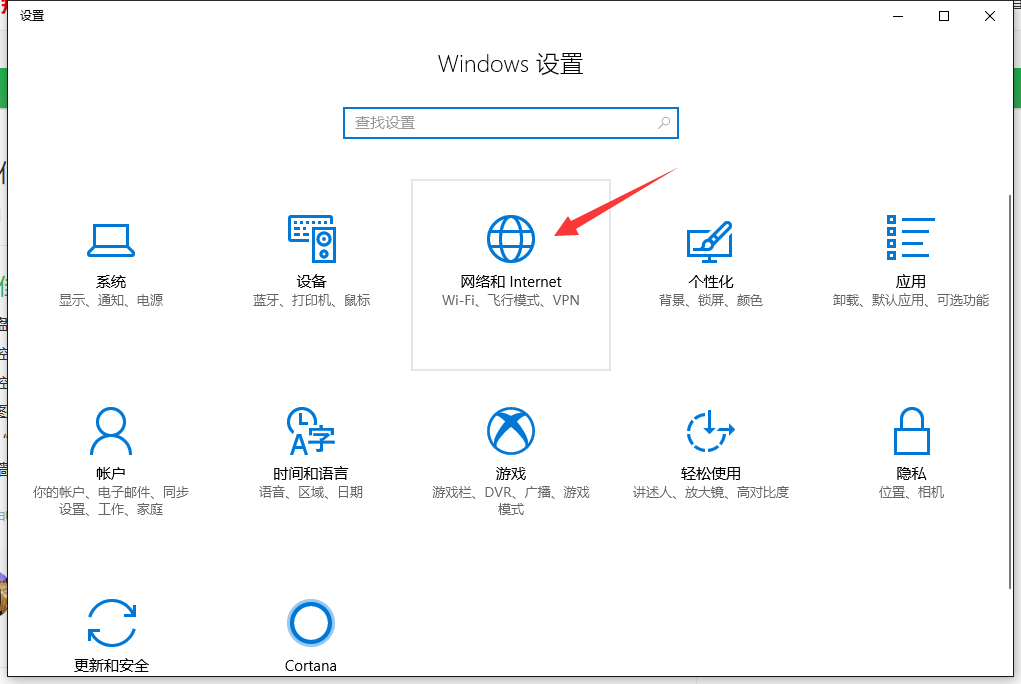 设置
Windows 设置
查找设置
系统
显示、通知、电源
设备
蓝牙、打印机、鼠标
网络和 Internet
Wi-Fi、飞行模式、VPN
个性化
背景、锁屏、颜色
应用
卸载、默认应用、可选功能
帐户
你的帐户、电子邮件、同步
设置、工作、家庭
时间和语言
语音、区域、日期
游戏
游戏栏、DVR、广播、游戏
模式
轻松使用
讲述人、放大镜、高对比度
隐私
位置、相机
更新和安全
Cortana